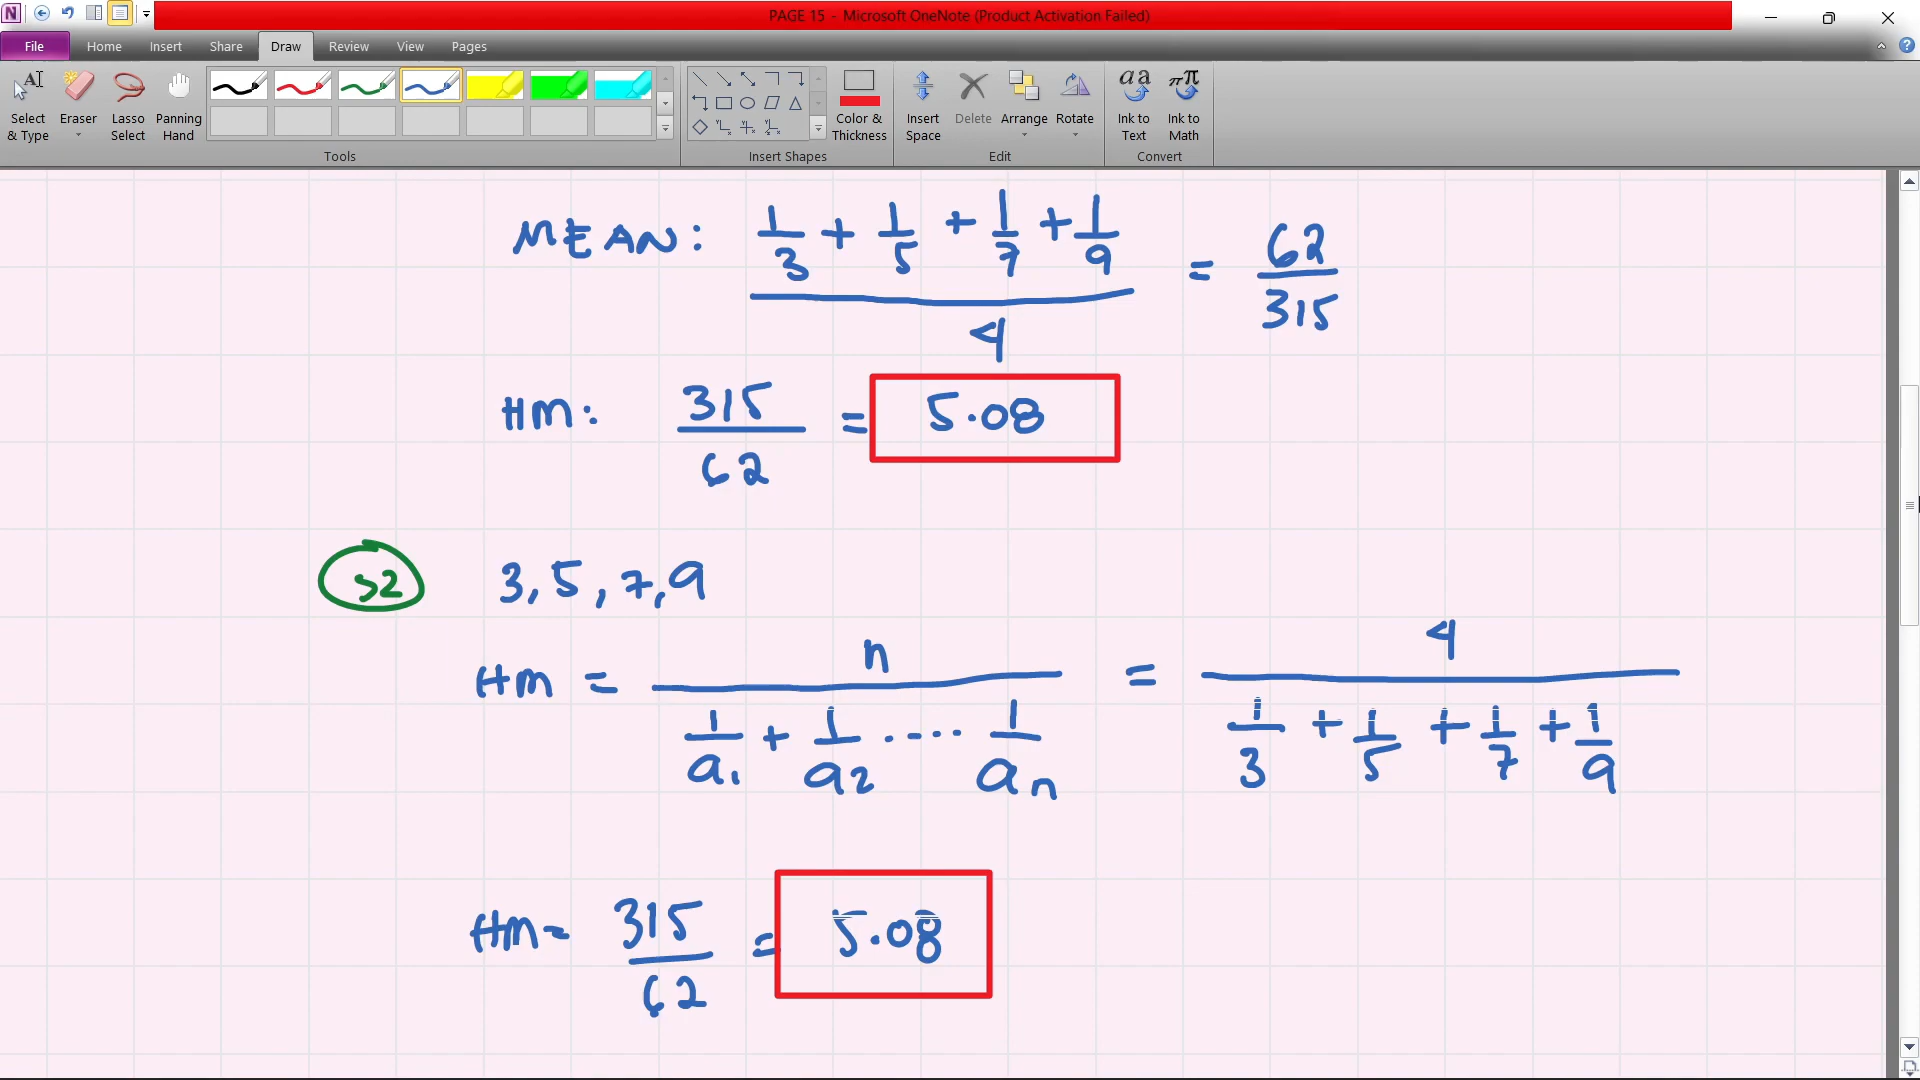 PAGE 15 - Microsoft OneNote (Product Activation Failed)
File Home Insert Share Draw Review View Pages
Select & Type Eraser Lasso Select Panning Hand Color & Thickness Insert Space Delete Arrange Rotate Ink to Text Ink to Math
Tools Insert Shapes Edit Convert
MEAN: (1/3 + 1/5 + 1/7 + 1/9) / 4 = 62/315
HM: 315/62 = 5.08
S2 3, 5, 7, 9
HM = n / (1/a1 + 1/a2 ..... 1/an) = 4 / (1/3 + 1/5 + 1/7 + 1/9)
HM = 315/62 = 5.08